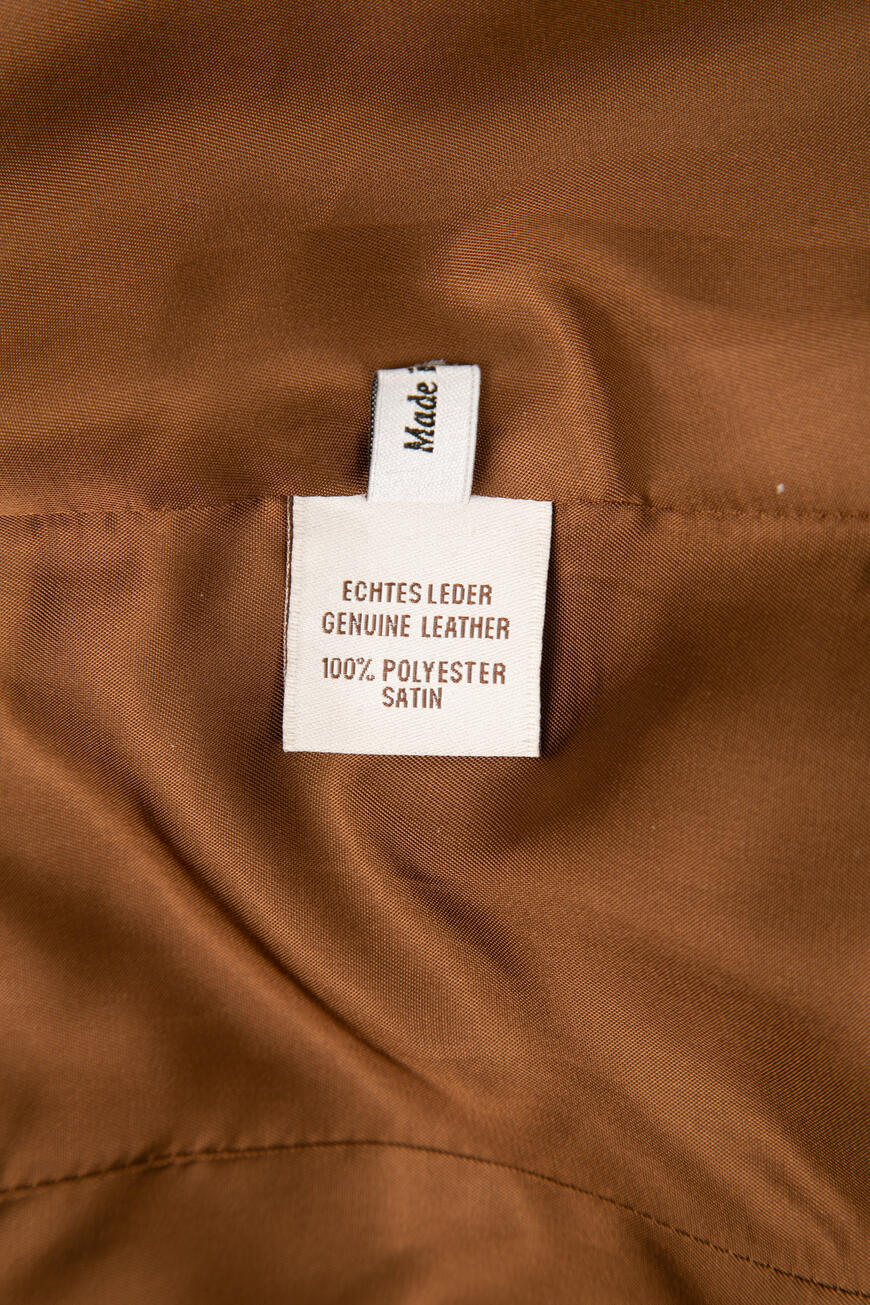 Made
ECHTES LEDER
GENUINE LEATHER
100% POLYESTER
SATIN